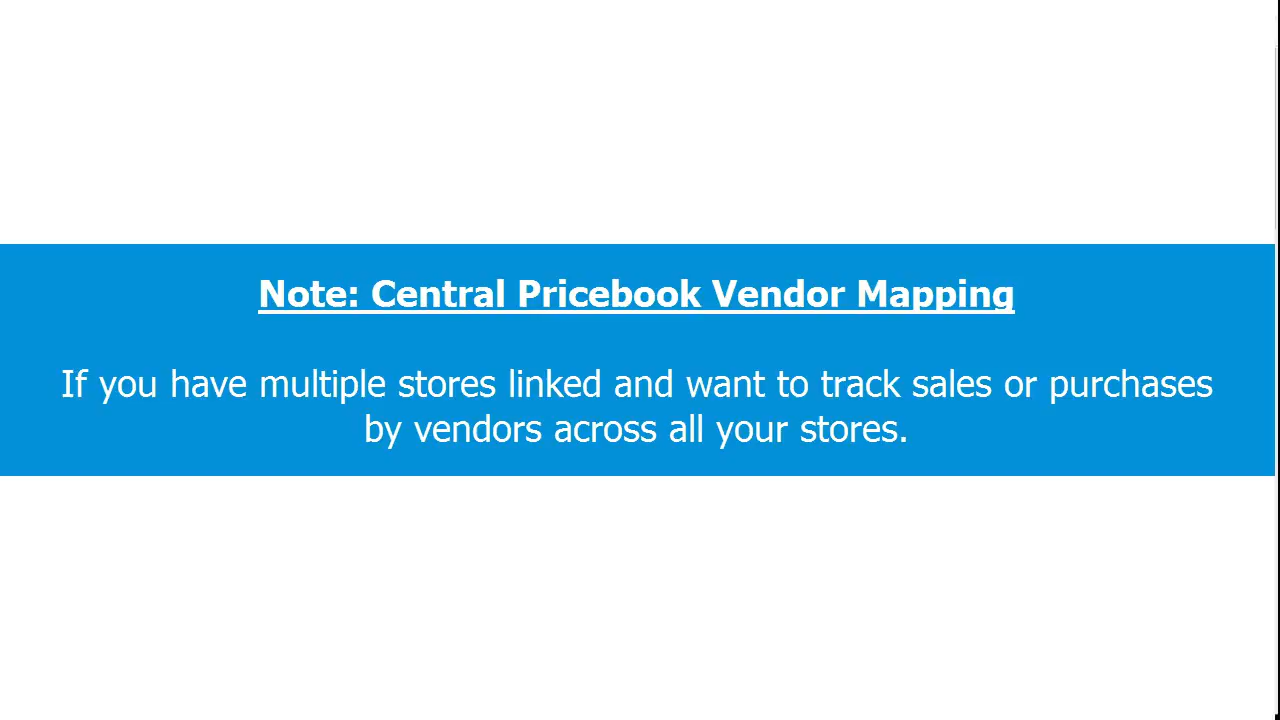 Note: Central Pricebook Vendor Mapping
If you have multiple stores linked and want to track sales or purchases
by vendors across all your stores.